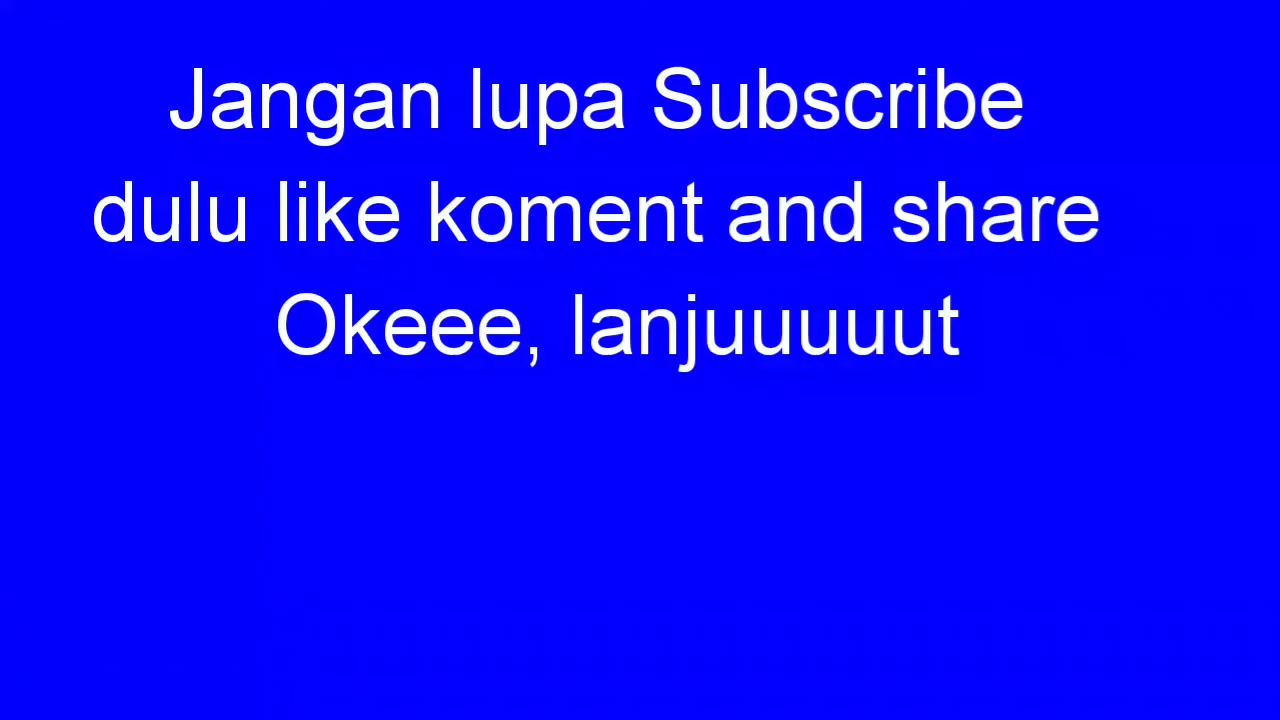 Jangan lupa Subscribe
dulu like koment and share
Okeee, lanjuuuuut